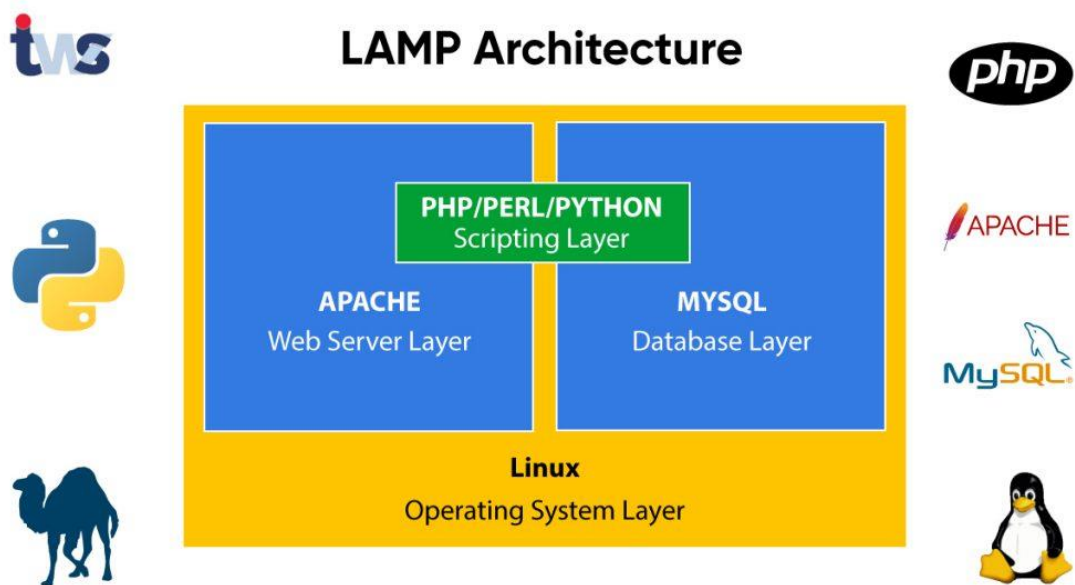 tws
LAMP Architecture
php
PHP/PERL/PYTHON
Scripting Layer
APACHE
APACHE
Web Server Layer
MYSQL
Database Layer
MySQL®
Linux
Operating System Layer